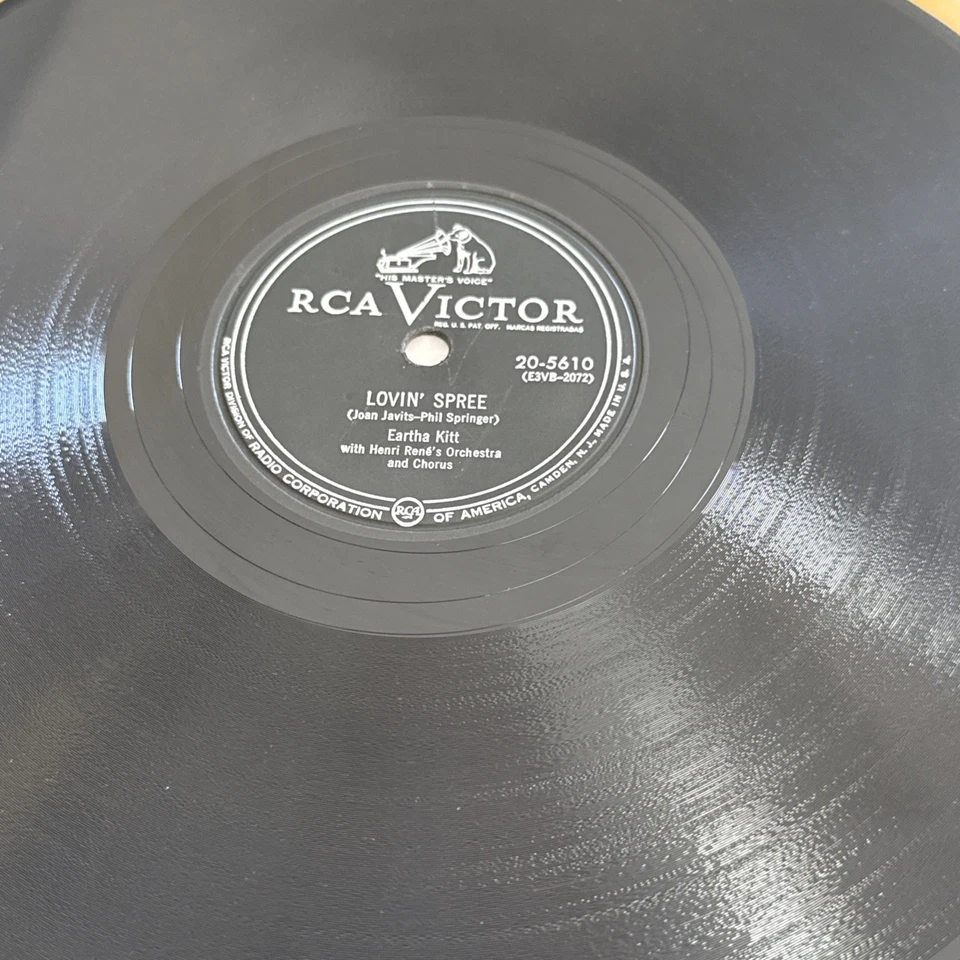 "HIS MASTER'S VOICE"
RCA VICTOR
REG. U. S. PAT. OFF. MARCAS REGISTRADAS
20-5610
(E3VB-2072)
LOVIN' SPREE
(Joan Javits-Phil Springer)
Eartha Kitt
with Henri René's Orchestra
and Chorus
RCA VICTOR DIVISION OF RADIO CORPORATION RCA OF AMERICA, CAMDEN, N. J., MADE IN U. S. A.